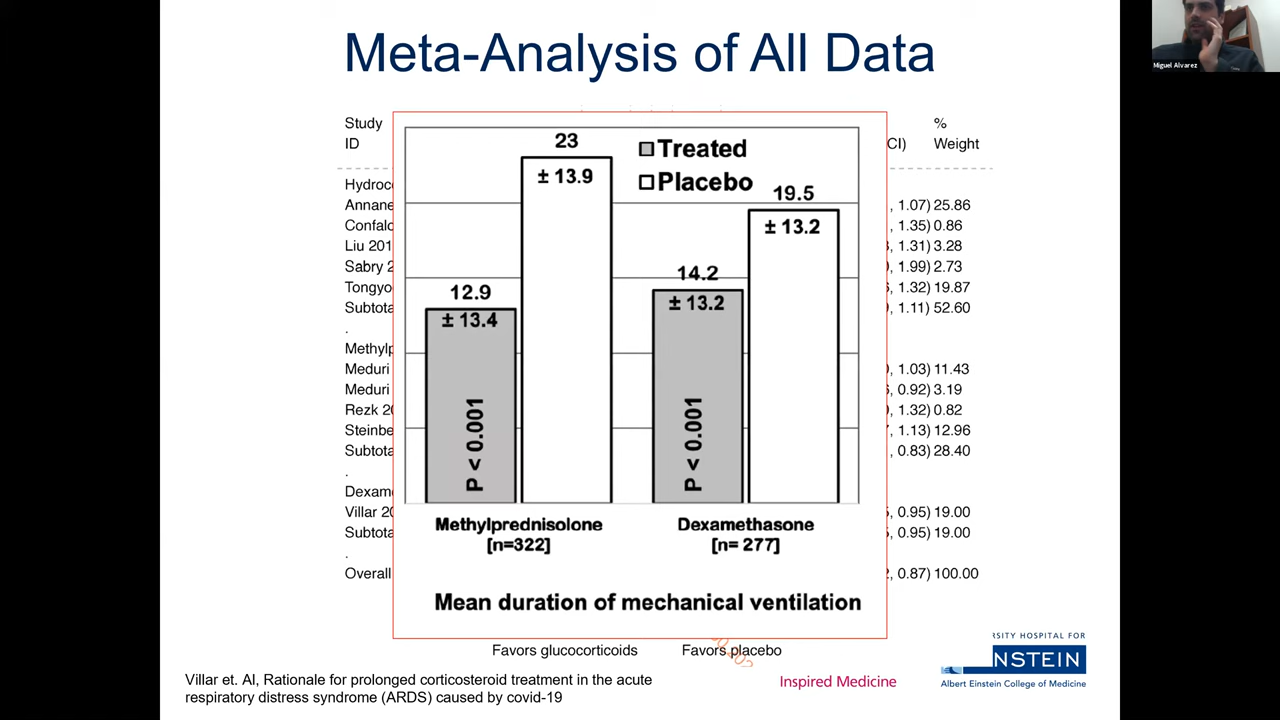 Meta-Analysis of All Data
Miguel Alvarez
Study
ID
CI)
%
Weight
Hydroc
Annane , 1.07) 25.86
Confalo , 1.35) 0.86
Liu 201 , 1.31) 3.28
Sabry 2 , 1.99) 2.73
Tongyo , 1.32) 19.87
Subtota , 1.11) 52.60
.
Methylp
Meduri , 1.03) 11.43
Meduri , 0.92) 3.19
Rezk 20 , 1.32) 0.82
Steinbe , 1.13) 12.96
Subtota , 0.83) 28.40
.
Dexam
Villar 20 , 0.95) 19.00
Subtota , 0.95) 19.00
.
Overall , 0.87) 100.00
Treated
Placebo
23
± 13.9
19.5
± 13.2
12.9
± 13.4
14.2
± 13.2
P < 0.001
P < 0.001
Methylprednisolone
[n=322]
Dexamethasone
[n= 277]
Mean duration of mechanical ventilation
Favors glucocorticoids
Favors placebo
Villar et. Al, Rationale for prolonged corticosteroid treatment in the acute
respiratory distress syndrome (ARDS) caused by covid-19
Inspired Medicine
RSITY HOSPITAL FOR
NSTEIN
Albert Einstein College of Medicine